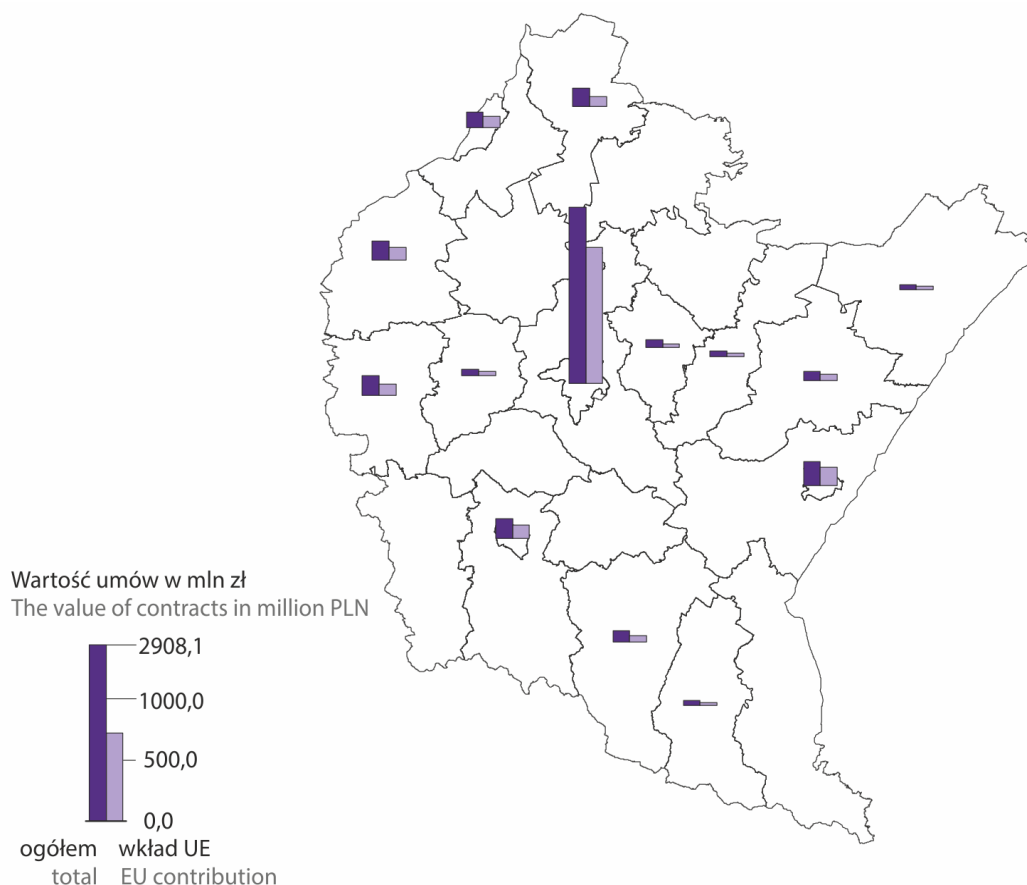 Wartość umów w mln zł
The value of contracts in million PLN
2908,1
1000,0
500,0
0,0
ogółem wkład UE
total EU contribution